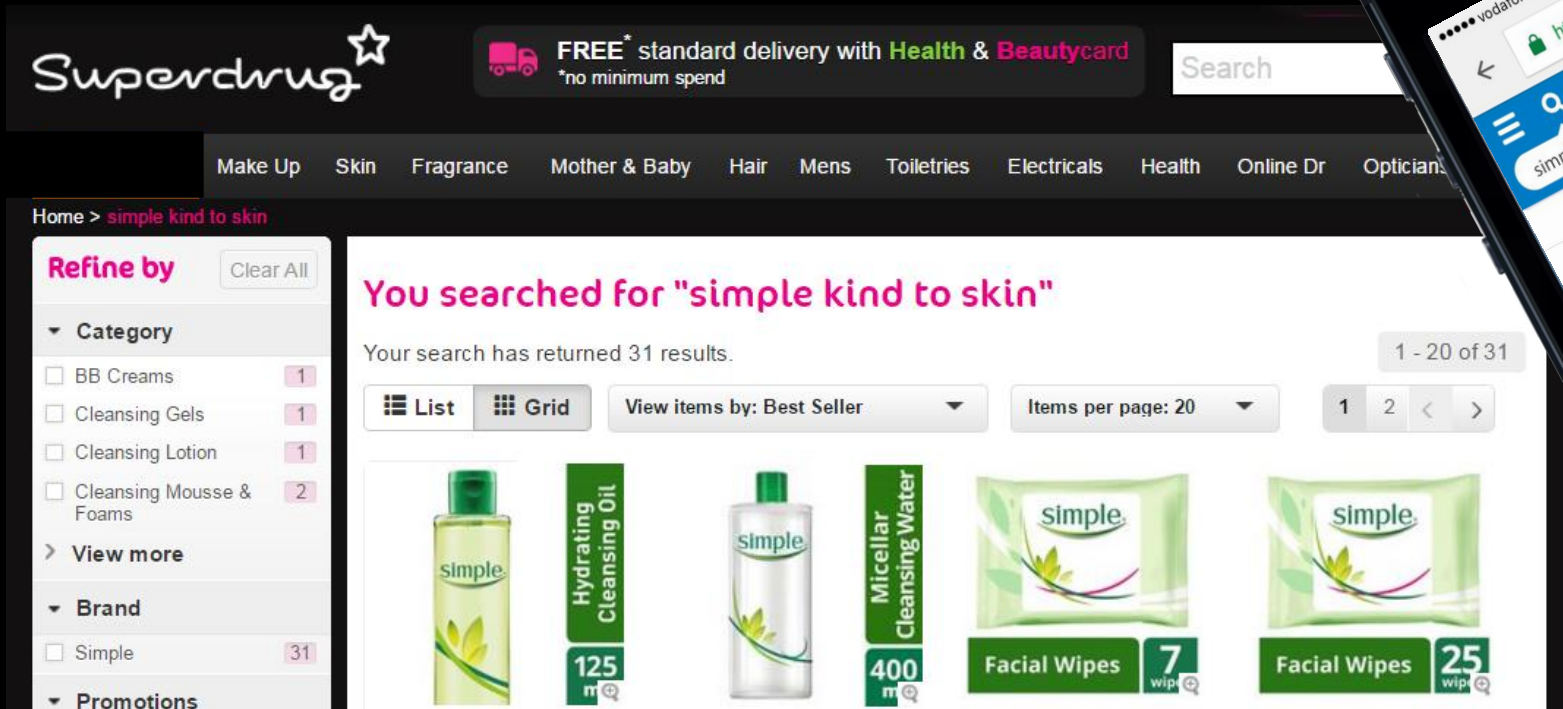 Superdrug
FREE* standard delivery with Health & Beautycard
*no minimum spend
Search
Make Up Skin Fragrance Mother & Baby Hair Mens Toiletries Electricals Health Online Dr Opticians
Home > simple kind to skin
Refine by Clear All
Category
BB Creams 1
Cleansing Gels 1
Cleansing Lotion 1
Cleansing Mousse & 2
Foams
View more
Brand
Simple 31
Promotions
You searched for "simple kind to skin"
Your search has returned 31 results.
1 - 20 of 31
List Grid View items by: Best Seller Items per page: 20 1 2 < >
simple
Hydrating
Cleansing Oil
125
m
simple
Micellar
Cleansing Water
400
m
simple
Facial Wipes 7
wip
simple
Facial Wipes 25
wip